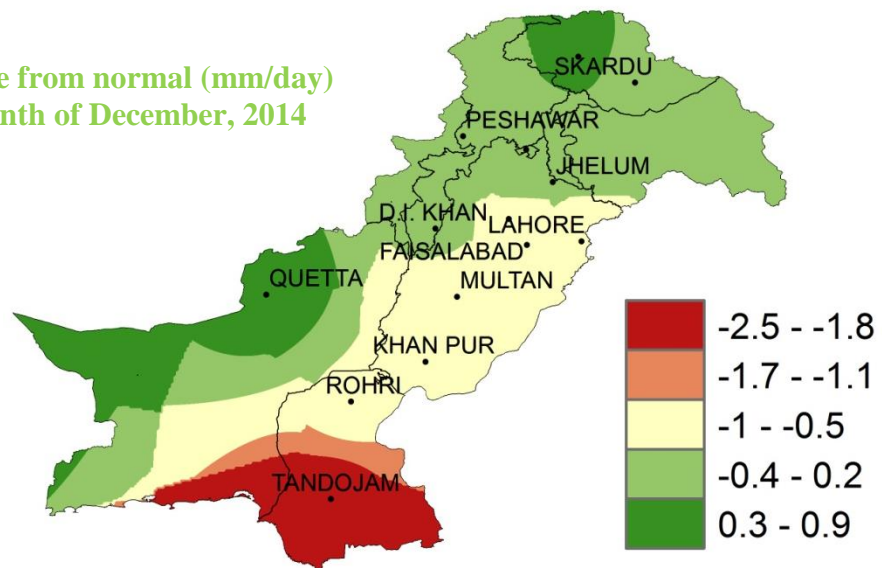 e from normal (mm/day)
nth of December, 2014
SKARDU
PESHAWAR
JHELUM
D.I. KHAN
LAHORE
FAISALABAD
QUETTA
MULTAN
KHAN PUR
ROHRI
TANDOJAM
-2.5 - -1.8
-1.7 - -1.1
-1 - -0.5
-0.4 - 0.2
0.3 - 0.9